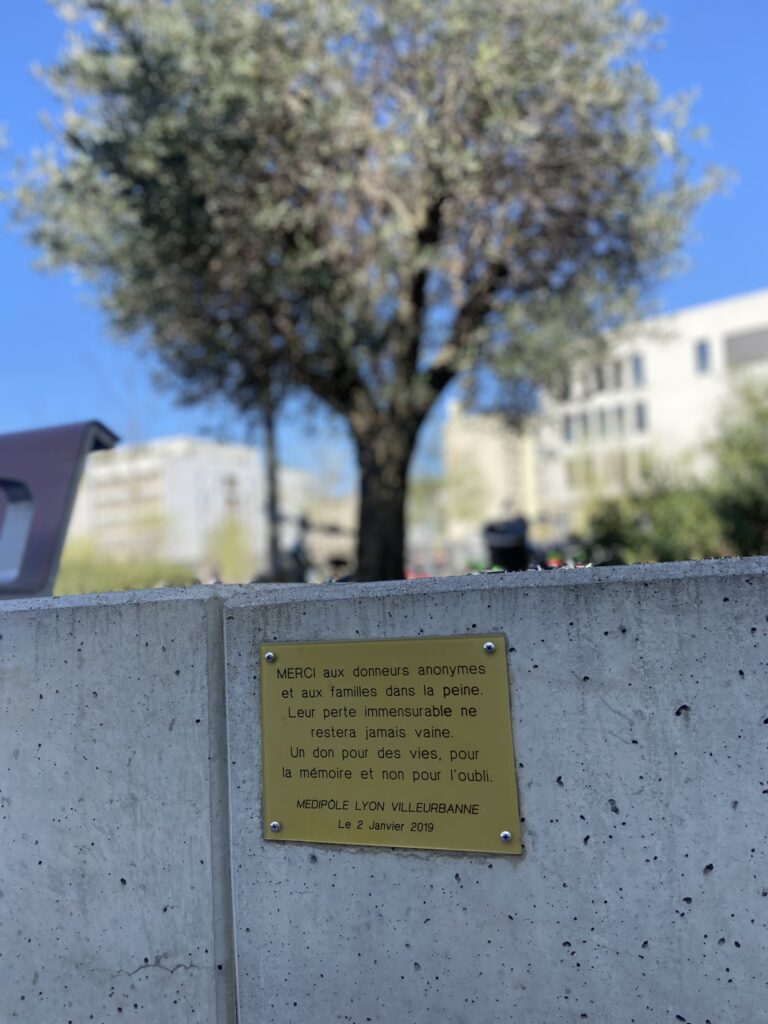 MERCI aux donneurs anonymes
et aux familles dans la peine.
Leur perte immensurable ne
restera jamais vaine.
Un don pour des vies, pour
la mémoire et non pour l'oubli.
MEDIPÔLE LYON VILLEURBANNE
Le 2 Janvier 2019